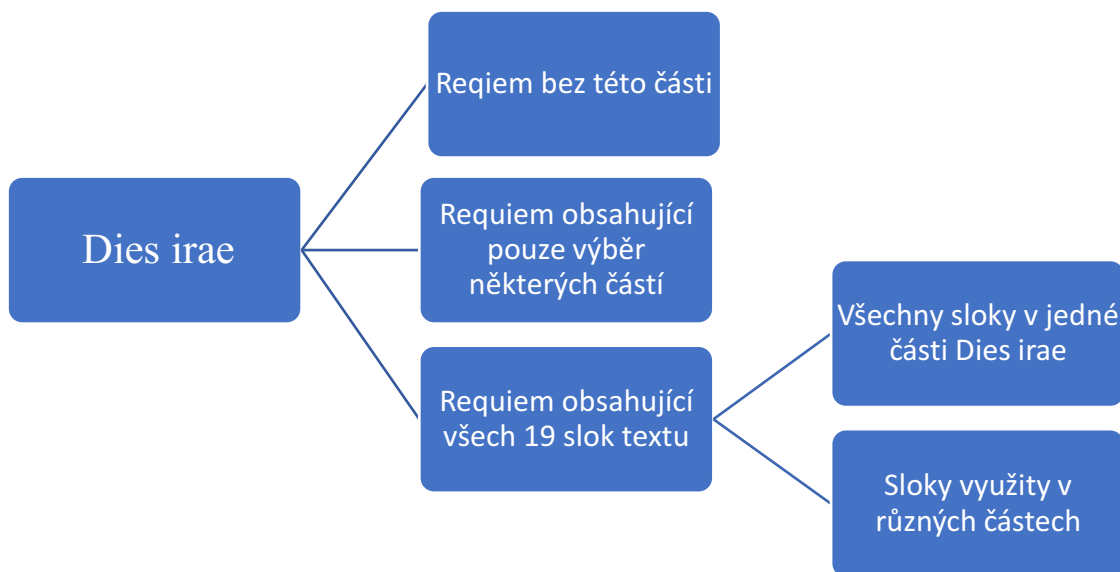 Reqiem bez této části
Dies irae
Requiem obsahující
pouze výběr
některých částí
Requiem obsahující
všech 19 slok textu
Všechny sloky v jedné
části Dies irae
Sloky využity v
různých částech